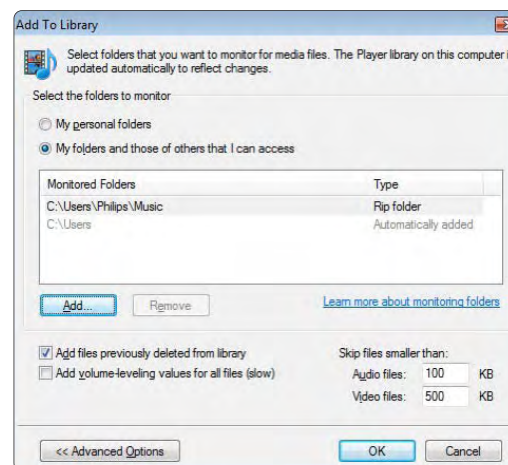 Add To Library
Select folders that you want to monitor for media files. The Player library on this computer i
updated automatically to reflect changes.
Select the folders to monitor
My personal folders
My folders and those of others that I can access
Monitored Folders Type
C:\Users\Philips\Music Rip folder
C:\Users Automatically added
Add... Remove Learn more about monitoring folders
Add files previously deleted from library Skip files smaller than:
Add volume-leveling values for all files (slow) Audio files: 100 KB
Video files: 500 KB
<< Advanced Options OK Cancel